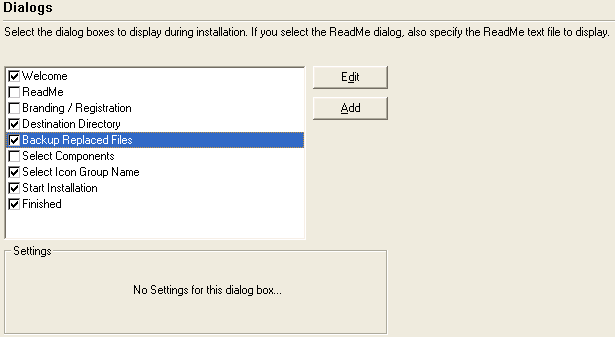 Dialogs
Select the dialog boxes to display during installation. If you select the ReadMe dialog, also specify the ReadMe text file to display.
Welcome
ReadMe
Branding / Registration
Destination Directory
Backup Replaced Files
Select Components
Select Icon Group Name
Start Installation
Finished
Edit
Add
Settings
No Settings for this dialog box...